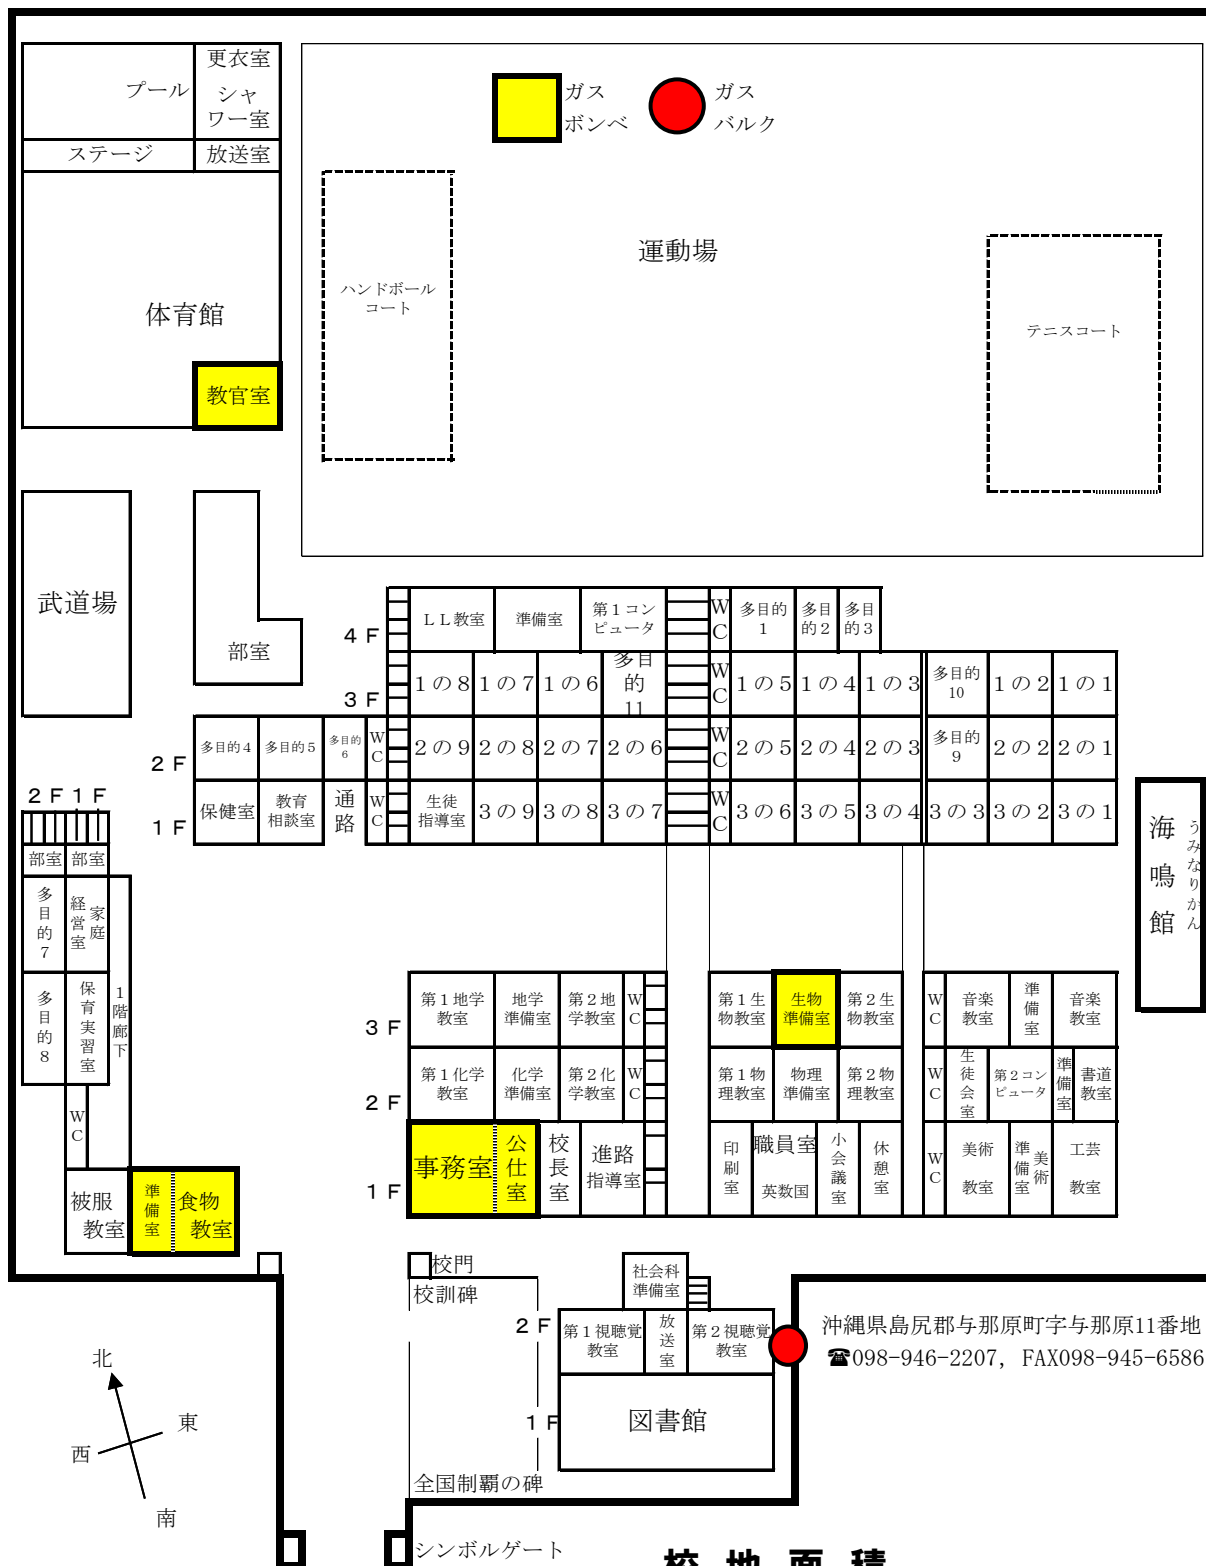 更衣室
プール
シャ
ワー室
ステージ
放送室
ガス
ボンベ
ガス
バルク
運動場
ハンドボール
コート
テニスコート
体育館
教官室
武道場
部室
４Ｆ
ＬＬ教室
準備室
第１コン
ピュータ
WC
多目的
1
多目
的２
多目
的３
３Ｆ
１の８
１の７
１の６
多目
的
11
WC
１の５
１の４
１の３
多目的
10
１の２
１の１
２Ｆ
多目的４
多目的５
多目的
6
WC
２の９
２の８
２の７
２の６
WC
２の５
２の４
２の３
多目的
9
２の２
２の１
１Ｆ
保健室
教育
相談室
通路
WC
生徒
指導室
３の９
３の８
３の７
WC
３の６
３の５
３の４
３の３
３の２
３の１
海鳴館
うみなりかん
２Ｆ
１Ｆ
部室
部室
多目的７
家庭
経営室
多目的８
保育実習室
１階廊下
WC
被服
教室
準備室
食物
教室
３Ｆ
第１地学
教室
地学
準備室
第２地
学教室
WC
第１生
物教室
生物
準備室
第２生
物教室
WC
音楽
教室
準備室
音楽
教室
２Ｆ
第１化学
教室
化学
準備室
第２化
学教室
WC
第１物
理教室
物理
準備室
第２物
理教室
WC
生徒会室
第２コン
ピュータ
準備室
書道
教室
１Ｆ
事務室
公仕室
校長室
進路
指導室
印刷室
職員室
英数国
小会議室
休憩室
WC
美術
教室
美術
準備室
工芸
教室
校門
校訓碑
社会科
準備室
２Ｆ
第１視聴覚
教室
放送室
第２視聴覚
教室
１Ｆ
図書館
沖縄県島尻郡与那原町字与那原11番地
☎098-946-2207, FAX098-945-6586
北
東
西
南
全国制覇の碑
シンボルゲート
校地面積